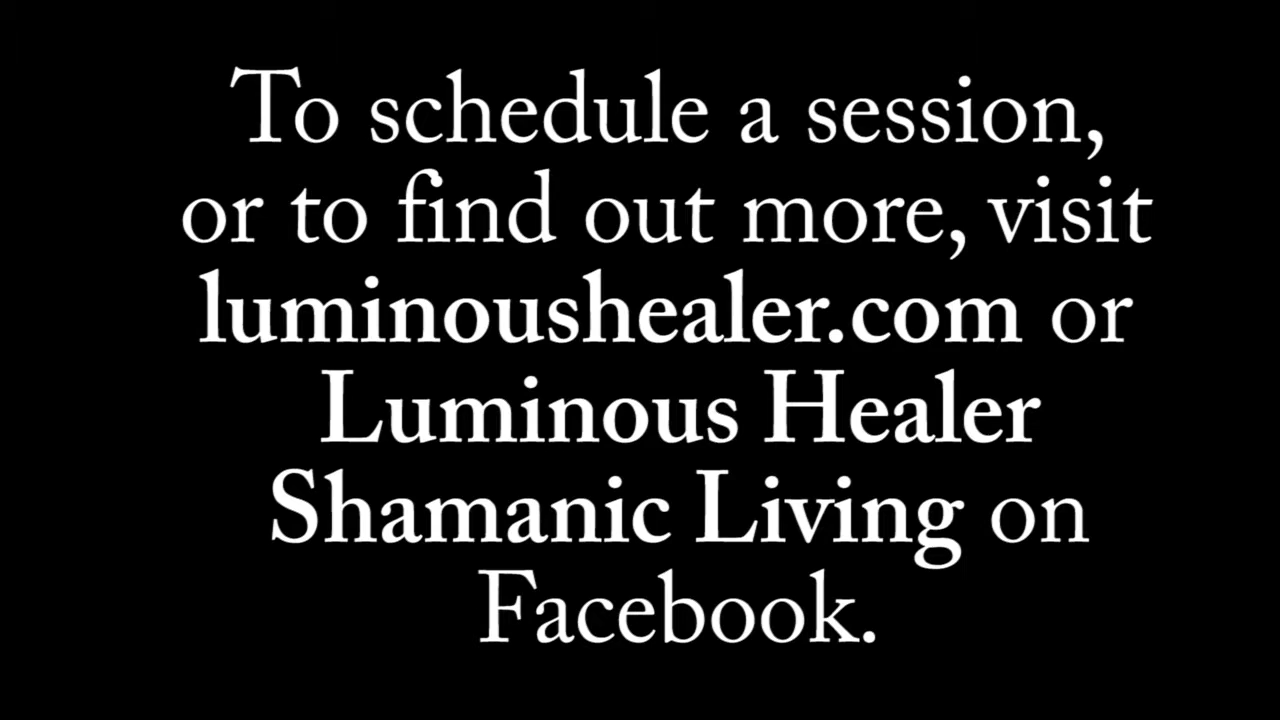 To schedule a session,
or to find out more, visit
luminoushealer.com or
Luminous Healer
Shamanic Living on
Facebook.